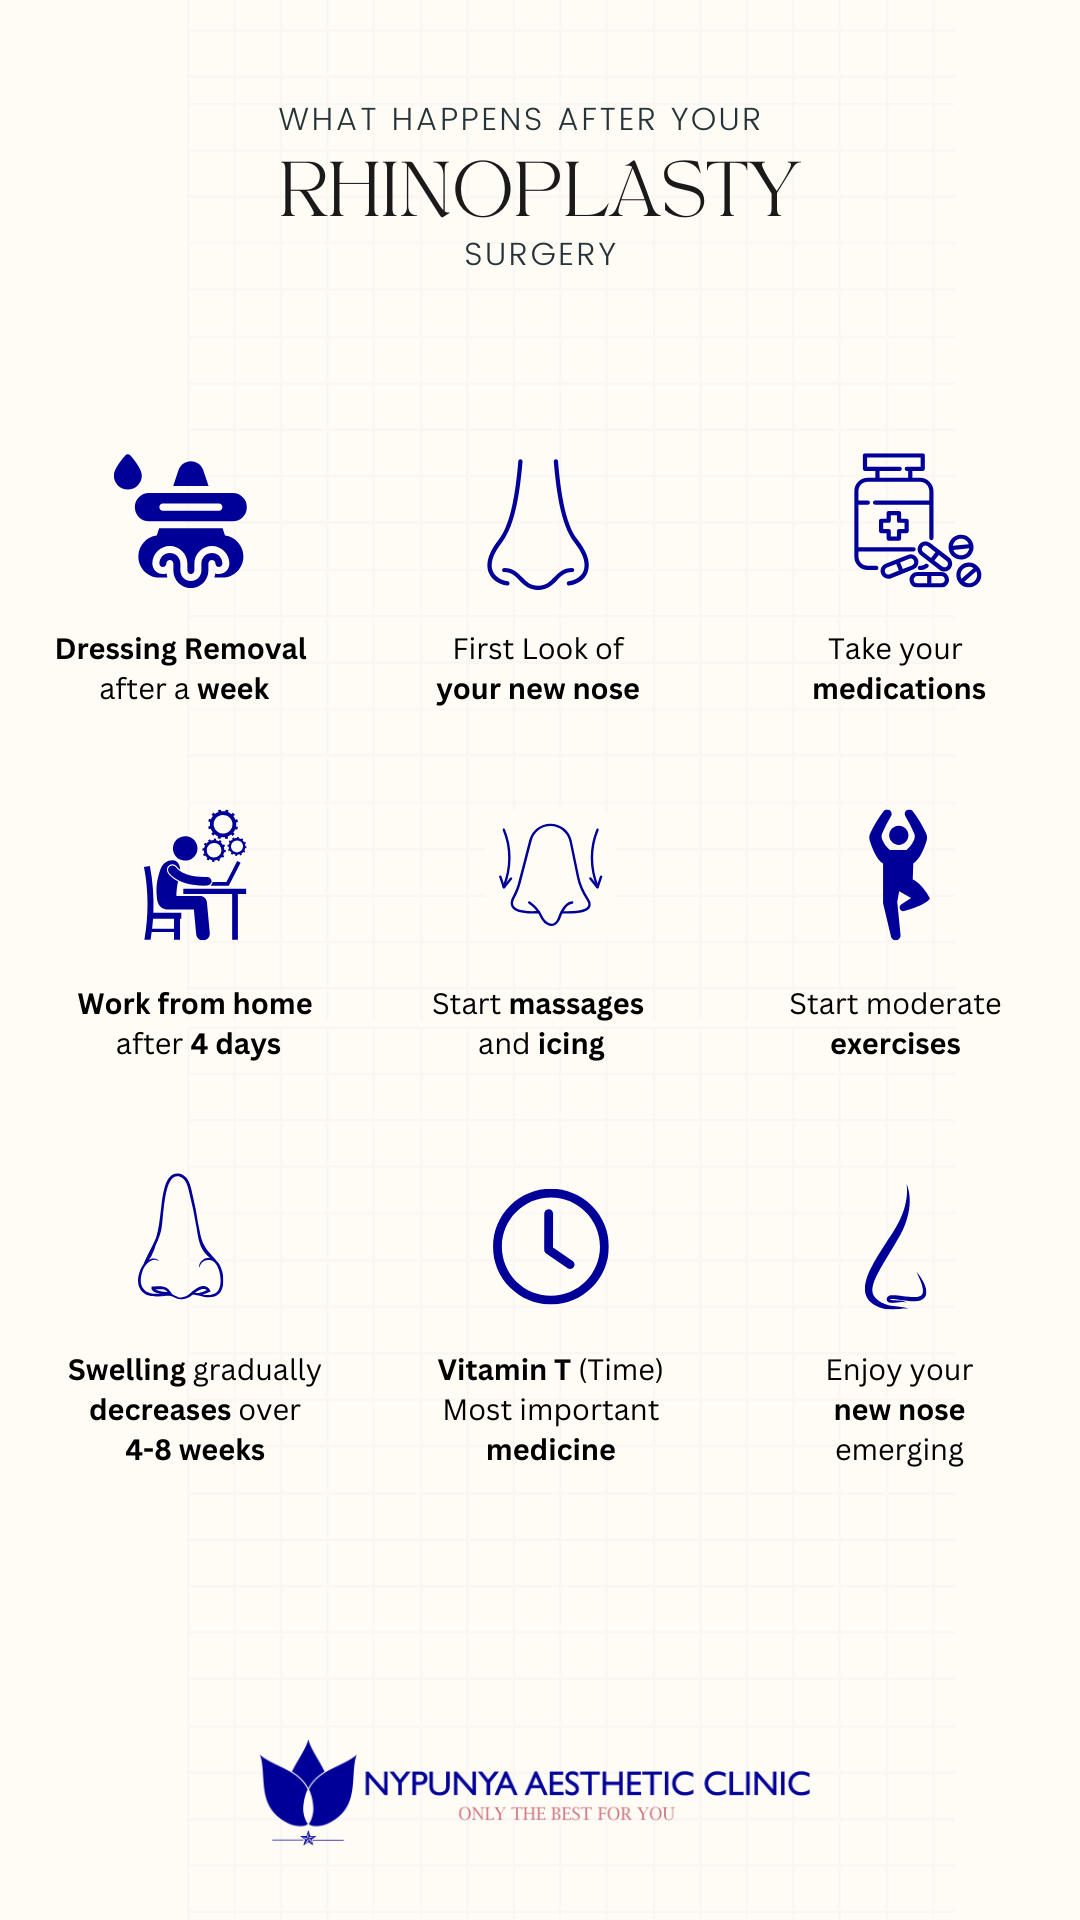 WHAT HAPPENS AFTER YOUR
RHINOPLASTY
SURGERY
Dressing Removal
after a week
First Look of
your new nose
Take your
medications
Work from home
after 4 days
Start massages
and icing
Start moderate
exercises
Swelling gradually
decreases over
4-8 weeks
Vitamin T (Time)
Most important
medicine
Enjoy your
new nose
emerging
NYPUNYA AESTHETIC CLINIC
ONLY THE BEST FOR YOU